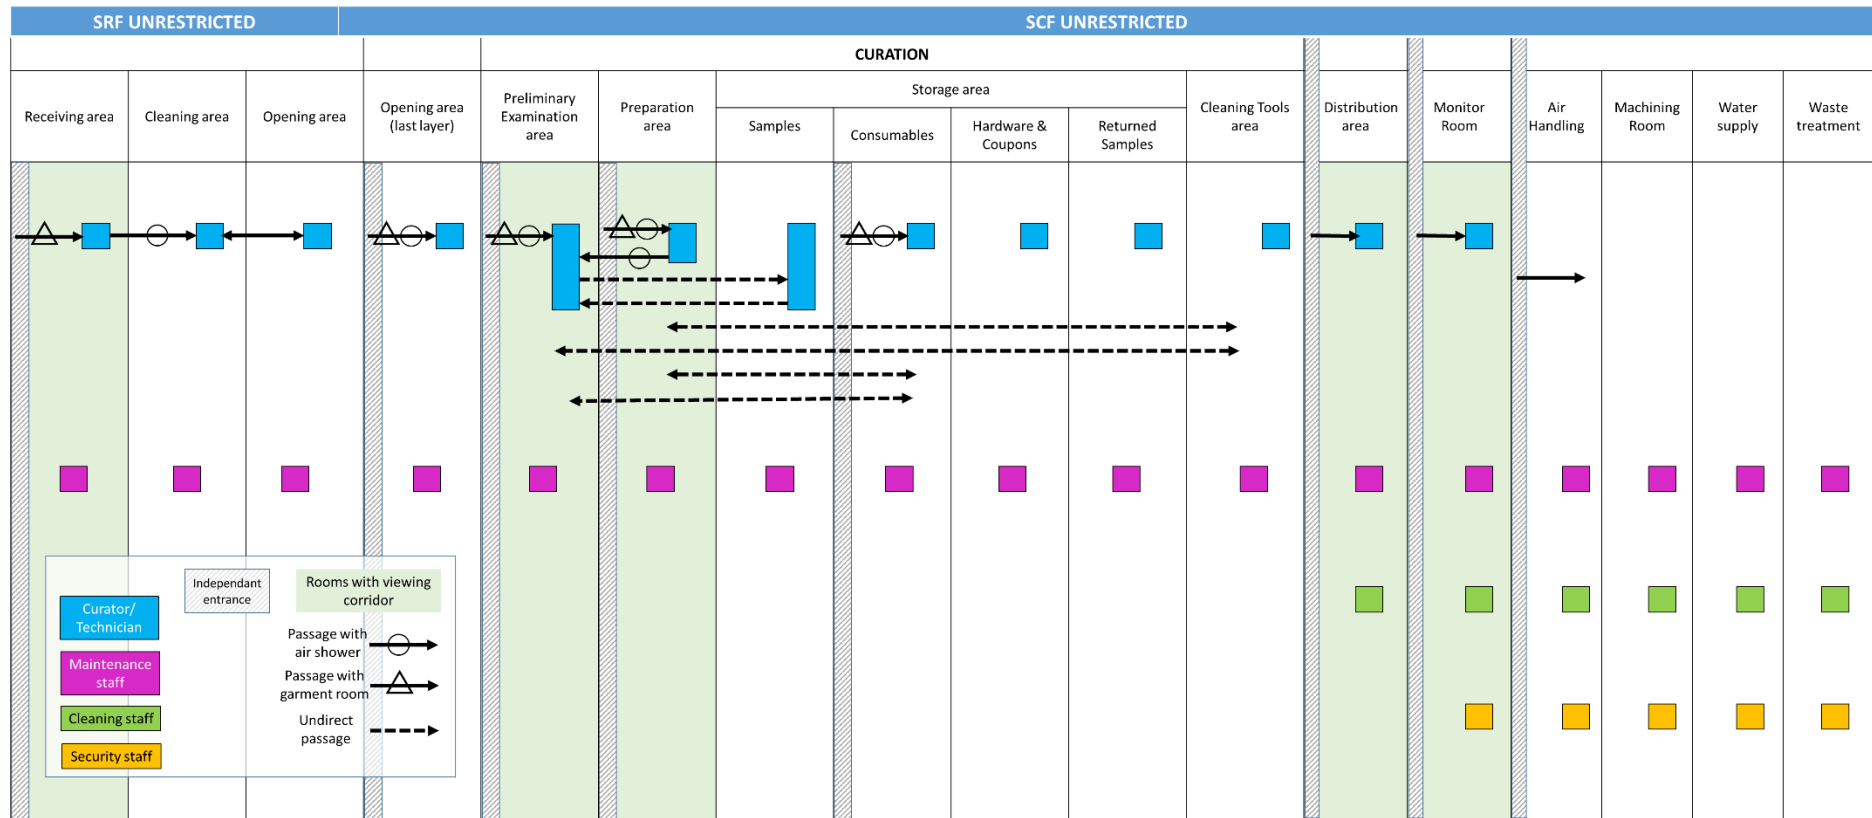 SRF UNRESTRICTED
SCF UNRESTRICTED
CURATION
Receiving area
Cleaning area
Opening area
Opening area
(last layer)
Preliminary
Examination
area
Preparation
area
Storage area
Samples
Consumables
Hardware &
Coupons
Returned
Samples
Cleaning Tools
area
Distribution
area
Monitor
Room
Air
Handling
Machining
Room
Water
supply
Waste
treatment
Independant
entrance
Rooms with viewing
corridor
Curator/
Technician
Maintenance
staff
Cleaning staff
Security staff
Passage with
air shower
Passage with
garment room
Undirect
passage